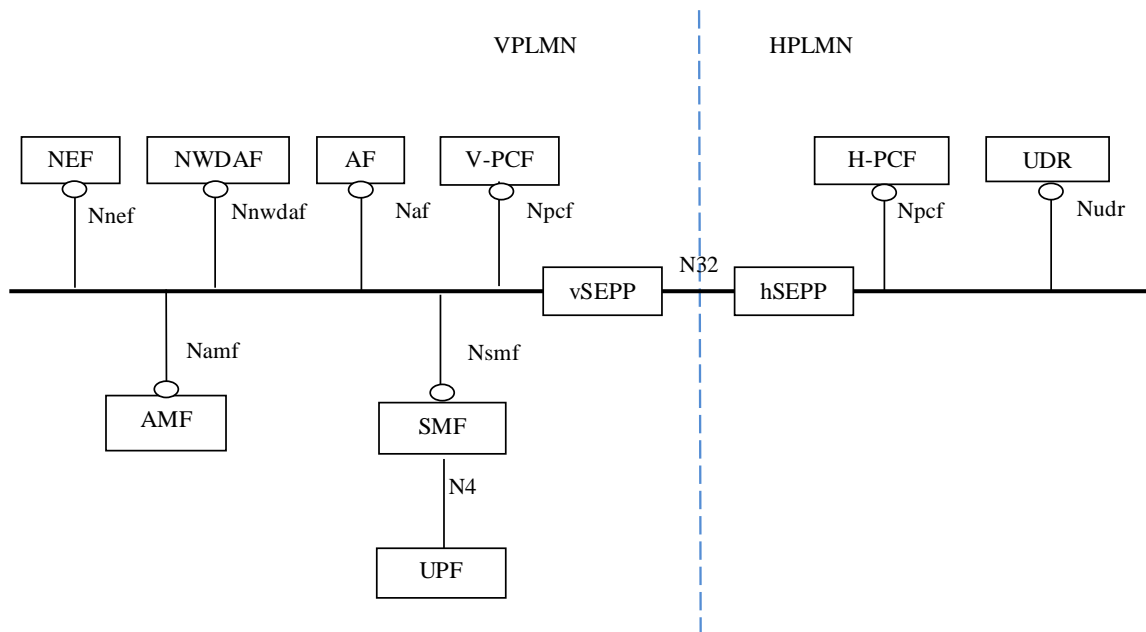 VPLMN
HPLMN
NEF
NWDAF
AF
V-PCF
H-PCF
UDR
Nnef
Nnwdaf
Naf
Npcf
Npcf
Nudr
N32
vSEPP
hSEPP
Namf
Nsmf
AMF
SMF
N4
UPF